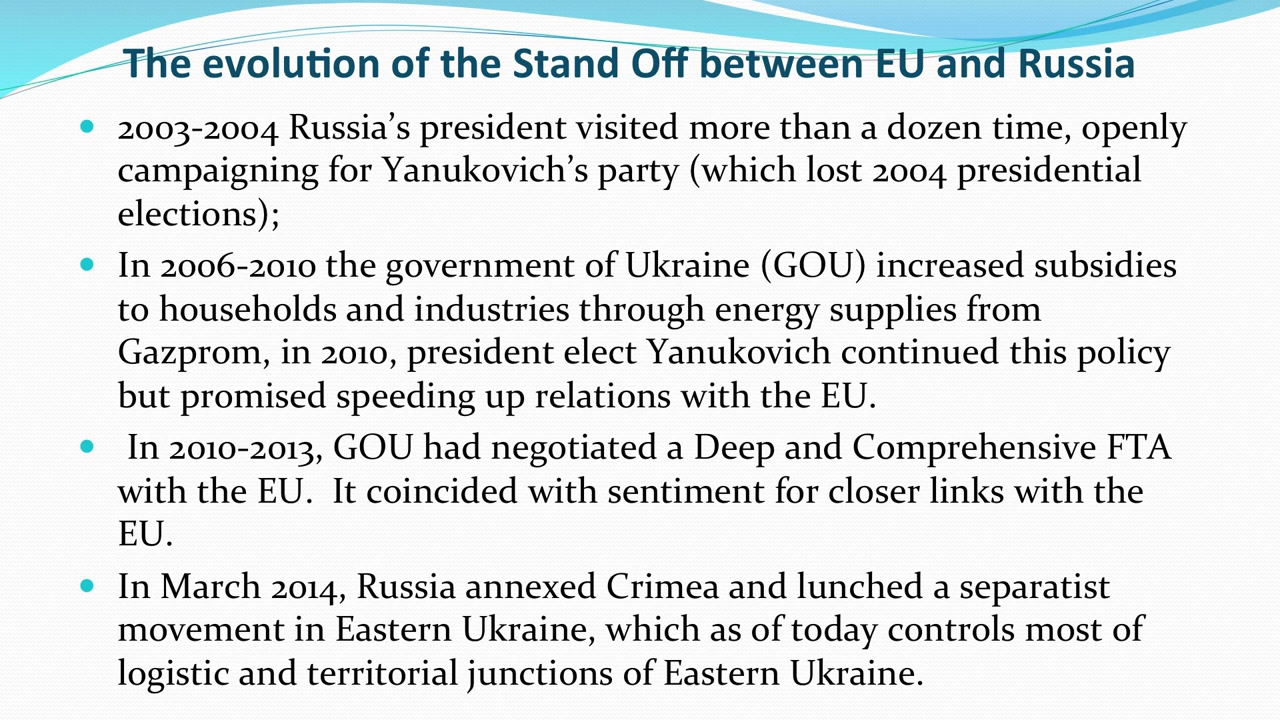 The evolution of the Stand Off between EU and Russia
2003-2004 Russia’s president visited more than a dozen time, openly
campaigning for Yanukovich’s party (which lost 2004 presidential
elections);
In 2006-2010 the government of Ukraine (GOU) increased subsidies
to households and industries through energy supplies from
Gazprom, in 2010, president elect Yanukovich continued this policy
but promised speeding up relations with the EU.
In 2010-2013, GOU had negotiated a Deep and Comprehensive FTA
with the EU.  It coincided with sentiment for closer links with the
EU.
In March 2014, Russia annexed Crimea and lunched a separatist
movement in Eastern Ukraine, which as of today controls most of
logistic and territorial junctions of Eastern Ukraine.